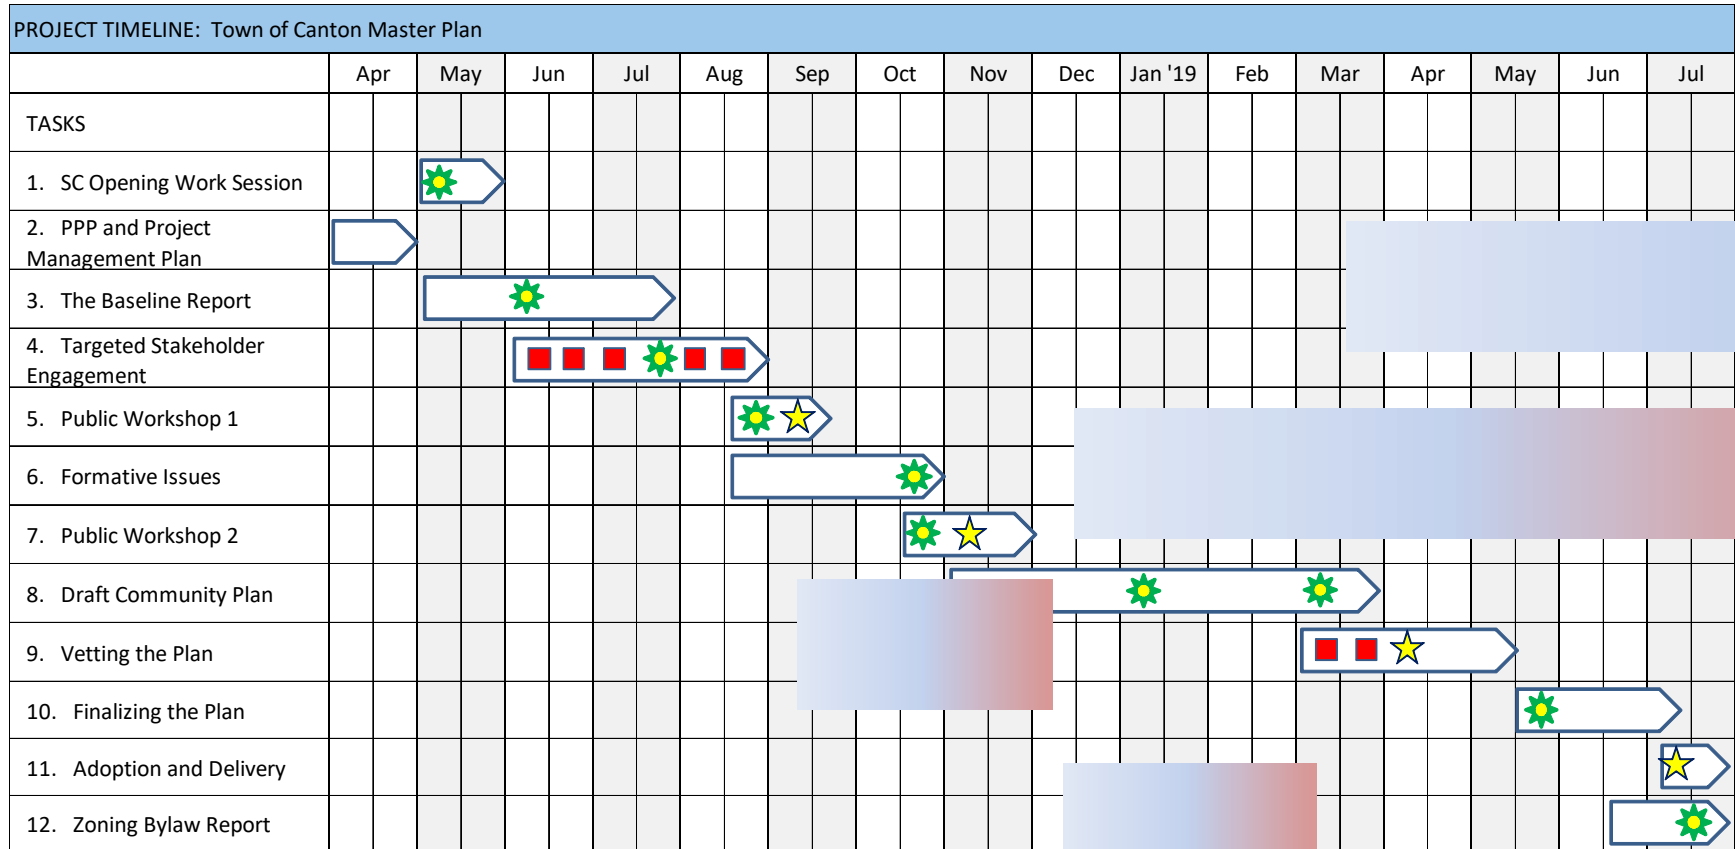 PROJECT TIMELINE: Town of Canton Master Plan
Apr May Jun Jul Aug Sep Oct Nov Dec Jan '19 Feb Mar Apr May Jun Jul
TASKS
1. SC Opening Work Session
2. PPP and Project
Management Plan
3. The Baseline Report
4. Targeted Stakeholder
Engagement
5. Public Workshop 1
6. Formative Issues
7. Public Workshop 2
8. Draft Community Plan
9. Vetting the Plan
10. Finalizing the Plan
11. Adoption and Delivery
12. Zoning Bylaw Report